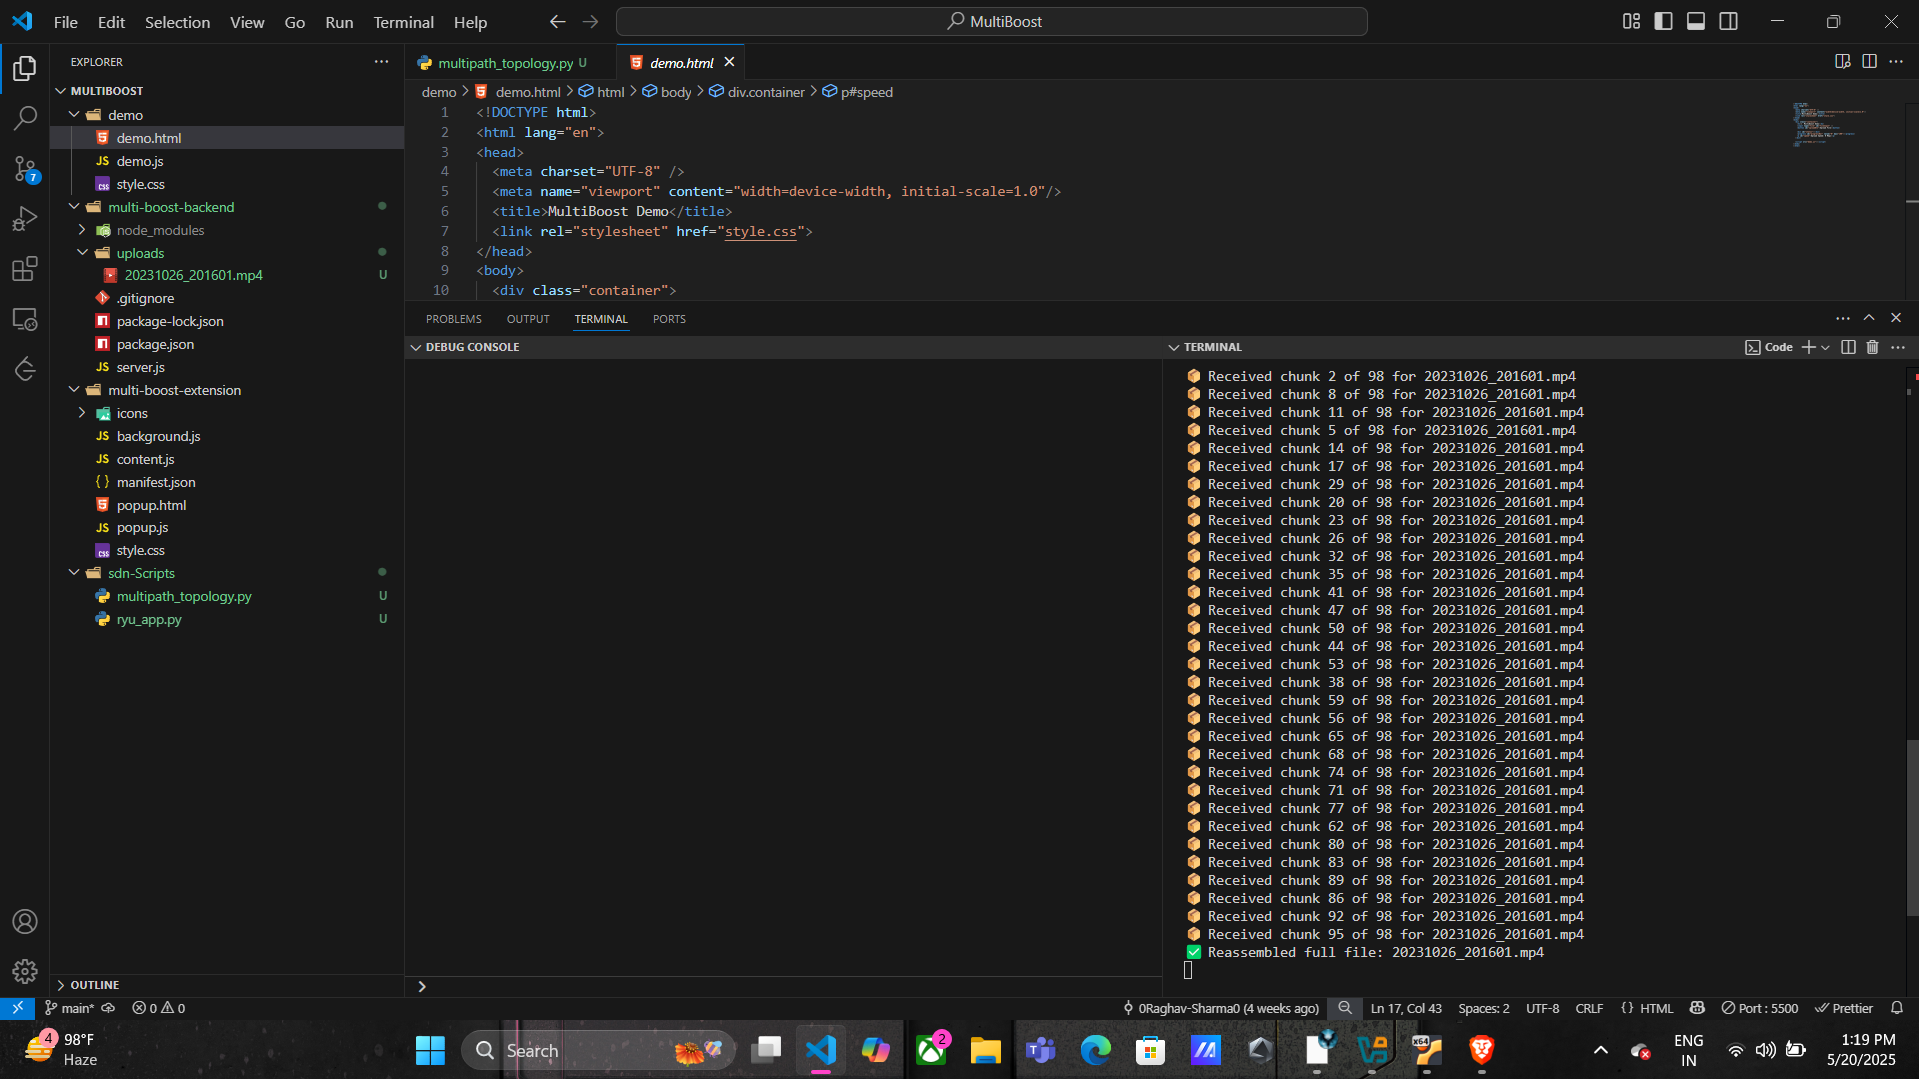 File Edit Selection View Go Run Terminal Help
MultiBoost
EXPLORER
MULTIBOOST
demo
demo.html
demo.js
style.css
multi-boost-backend
node_modules
uploads
20231026_201601.mp4 U
.gitignore
package-lock.json
package.json
server.js
multi-boost-extension
icons
background.js
content.js
manifest.json
popup.html
popup.js
style.css
sdn-Scripts
multipath_topology.py U
ryu_app.py U
OUTLINE
7
multipath_topology.py U
demo.html
demo > demo.html > html > body > div.container > p#speed
1 <!DOCTYPE html>
2 <html lang="en">
3 <head>
4 <meta charset="UTF-8" />
5 <meta name="viewport" content="width=device-width, initial-scale=1.0"/>
6 <title>MultiBoost Demo</title>
7 <link rel="stylesheet" href="style.css">
8 </head>
9 <body>
10 <div class="container">
PROBLEMS OUTPUT TERMINAL PORTS
DEBUG CONSOLE
TERMINAL
Code
Received chunk 2 of 98 for 20231026_201601.mp4
Received chunk 8 of 98 for 20231026_201601.mp4
Received chunk 11 of 98 for 20231026_201601.mp4
Received chunk 5 of 98 for 20231026_201601.mp4
Received chunk 14 of 98 for 20231026_201601.mp4
Received chunk 17 of 98 for 20231026_201601.mp4
Received chunk 29 of 98 for 20231026_201601.mp4
Received chunk 20 of 98 for 20231026_201601.mp4
Received chunk 23 of 98 for 20231026_201601.mp4
Received chunk 26 of 98 for 20231026_201601.mp4
Received chunk 32 of 98 for 20231026_201601.mp4
Received chunk 35 of 98 for 20231026_201601.mp4
Received chunk 41 of 98 for 20231026_201601.mp4
Received chunk 47 of 98 for 20231026_201601.mp4
Received chunk 50 of 98 for 20231026_201601.mp4
Received chunk 44 of 98 for 20231026_201601.mp4
Received chunk 53 of 98 for 20231026_201601.mp4
Received chunk 38 of 98 for 20231026_201601.mp4
Received chunk 59 of 98 for 20231026_201601.mp4
Received chunk 56 of 98 for 20231026_201601.mp4
Received chunk 65 of 98 for 20231026_201601.mp4
Received chunk 68 of 98 for 20231026_201601.mp4
Received chunk 74 of 98 for 20231026_201601.mp4
Received chunk 71 of 98 for 20231026_201601.mp4
Received chunk 77 of 98 for 20231026_201601.mp4
Received chunk 62 of 98 for 20231026_201601.mp4
Received chunk 80 of 98 for 20231026_201601.mp4
Received chunk 83 of 98 for 20231026_201601.mp4
Received chunk 89 of 98 for 20231026_201601.mp4
Received chunk 86 of 98 for 20231026_201601.mp4
Received chunk 92 of 98 for 20231026_201601.mp4
Received chunk 95 of 98 for 20231026_201601.mp4
Reassembled full file: 20231026_201601.mp4
main* 0 0
0Raghav-Sharma0 (4 weeks ago) Ln 17, Col 43 Spaces: 2 UTF-8 CRLF {} HTML Port : 5500 Prettier
4
98°F
Haze
Search
2
x64
ENG
IN
1:19 PM
5/20/2025